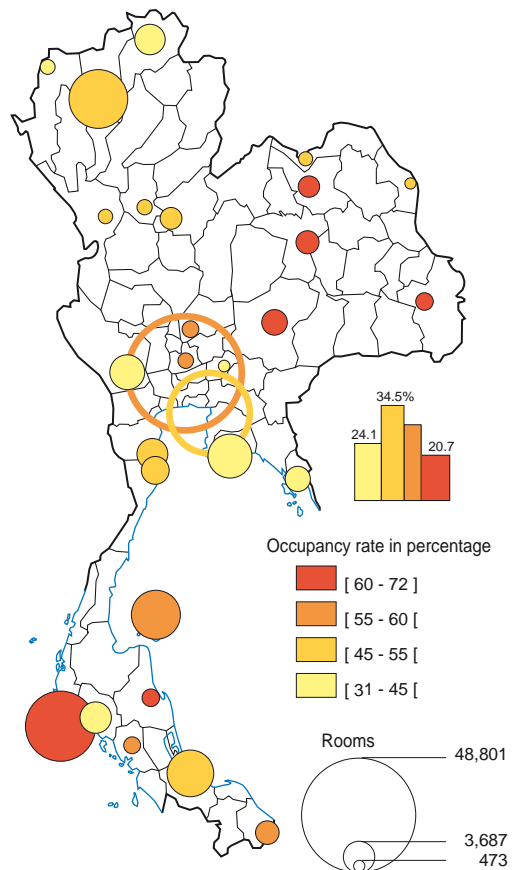 34.5%
24.1
20.7
Occupancy rate in percentage
[ 60 - 72 ]
[ 55 - 60 [
[ 45 - 55 [
[ 31 - 45 [
Rooms
48,801
3,687
473